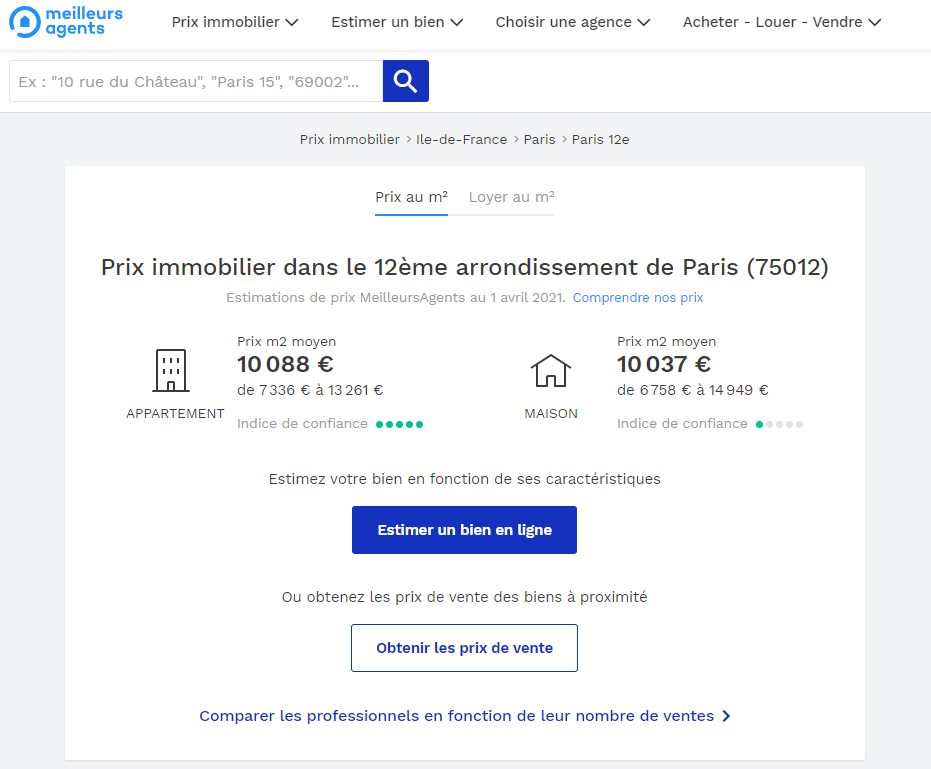 meilleurs
agents
Prix immobilier Estimer un bien Choisir une agence Acheter - Louer - Vendre
Ex : "10 rue du Château", "Paris 15", "69002"...
Prix immobilier > Ile-de-France > Paris > Paris 12e
Prix au m² Loyer au m²
Prix immobilier dans le 12ème arrondissement de Paris (75012)
Estimations de prix MeilleursAgents au 1 avril 2021. Comprendre nos prix
Prix m2 moyen
10 088 €
de 7 336 € à 13 261 €
APPARTEMENT
Indice de confiance
Prix m2 moyen
10 037 €
de 6 758 € à 14 949 €
MAISON
Indice de confiance
Estimez votre bien en fonction de ses caractéristiques
Estimer un bien en ligne
Ou obtenez les prix de vente des biens à proximité
Obtenir les prix de vente
Comparer les professionnels en fonction de leur nombre de ventes >